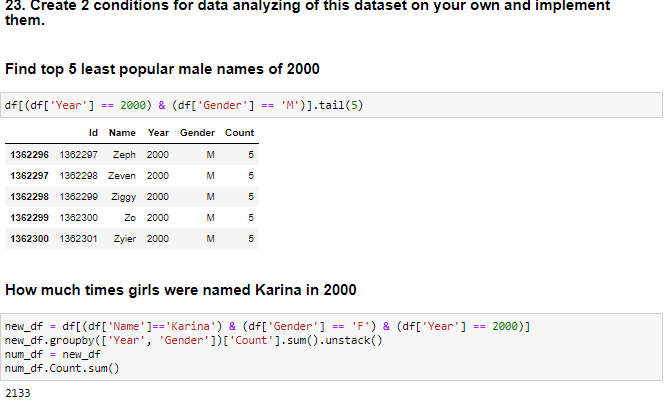 23. Create 2 conditions for data analyzing of this dataset on your own and implement
them.
Find top 5 least popular male names of 2000
df[(df['Year'] == 2000) & (df['Gender'] == 'M')].tail(5)
Id Name Year Gender Count
1362296 1362297 Zeph 2000 M 5
1362297 1362298 Zeven 2000 M 5
1362298 1362299 Ziggy 2000 M 5
1362299 1362300 Zo 2000 M 5
1362300 1362301 Zyier 2000 M 5
How much times girls were named Karina in 2000
new_df = df[(df['Name']=='Karina') & (df['Gender'] == 'F') & (df['Year'] == 2000)]
new_df.groupby(['Year', 'Gender'])['Count'].sum().unstack()
num_df = new_df
num_df.Count.sum()
2133